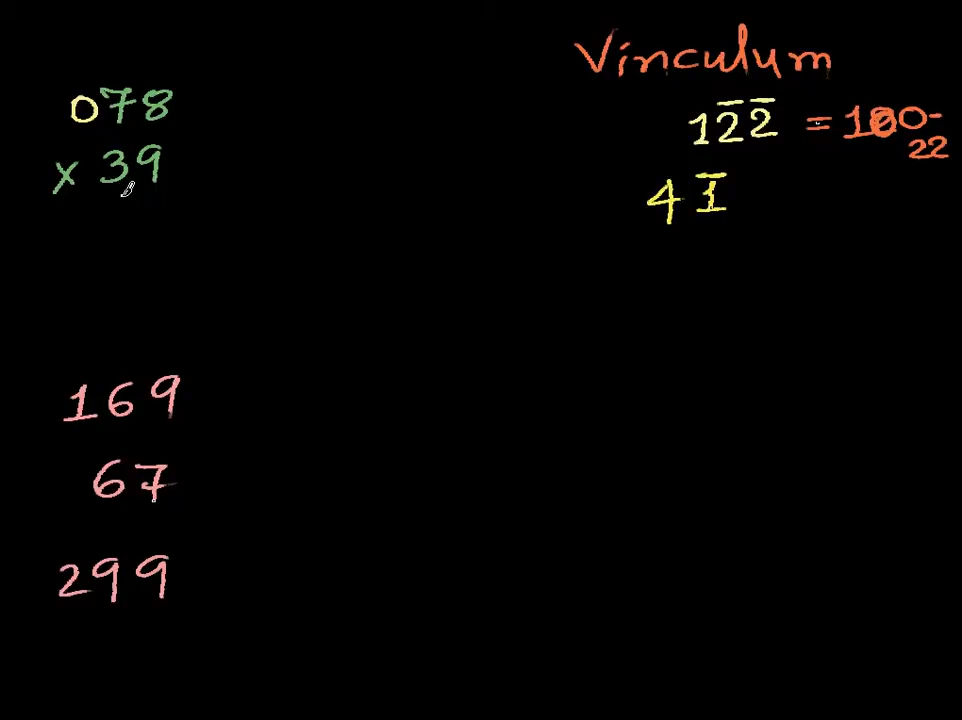 Vinculum
078
12̅2̅ = 100-
22
x 39
41̅
169
67
299